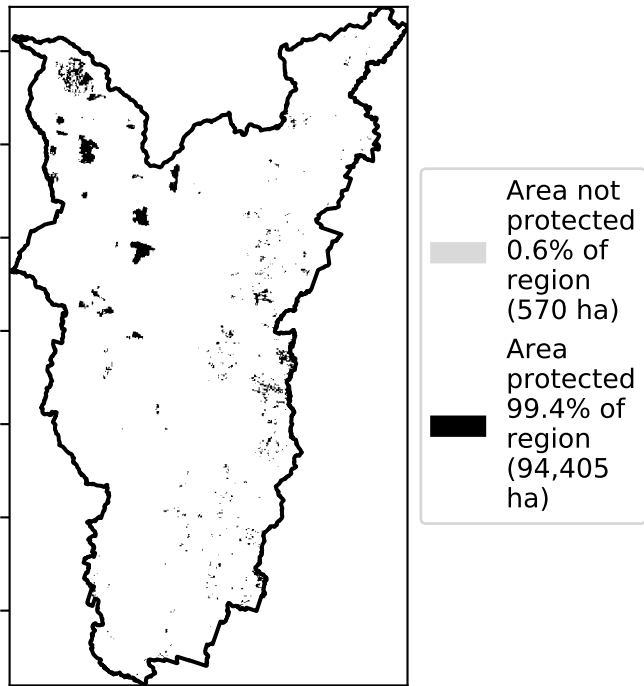 Area not
protected
0.6% of
region
(570 ha)
Area
protected
99.4% of
region
(94,405
ha)